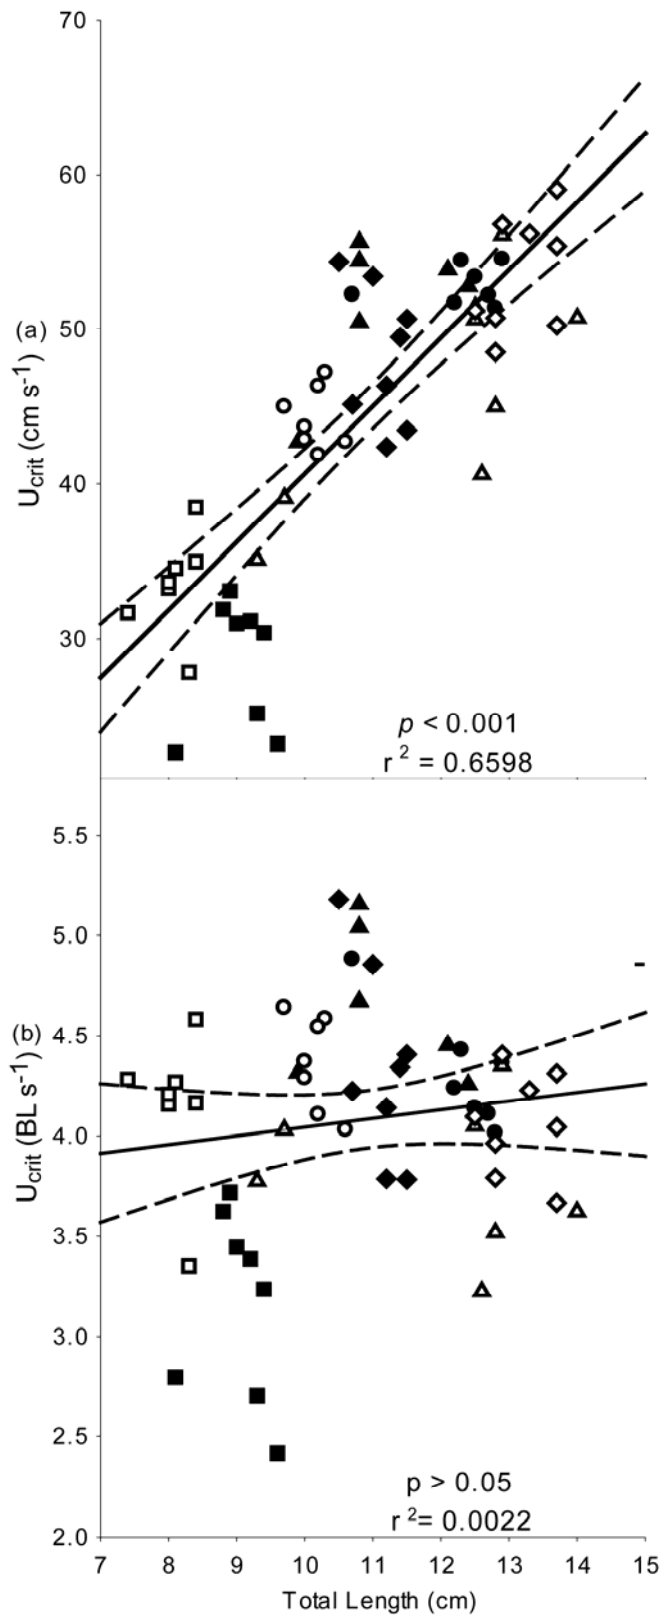 70
60
(a)
50
U_crit (cm s⁻¹)
40
30
p < 0.001
r ² = 0.6598
5.5
5.0
4.5
(b)
U_crit (BL s⁻¹)
4.0
3.5
3.0
2.5
p > 0.05
r ²= 0.0022
2.0
7 8 9 10 11 12 13 14 15
Total Length (cm)